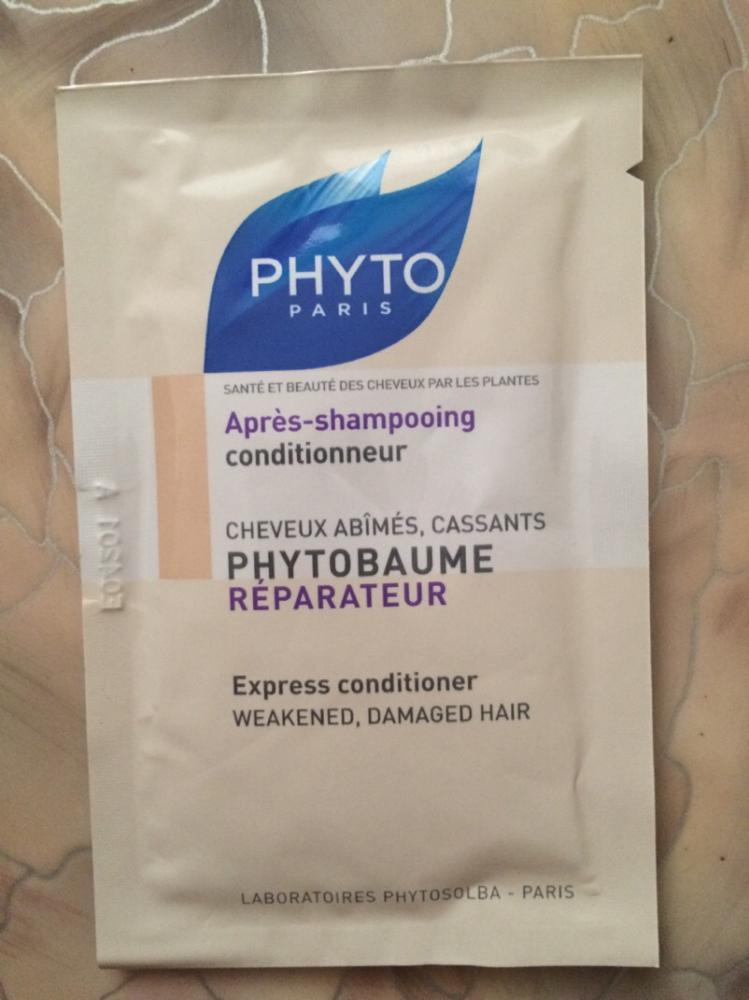 PHYTO
PARIS
SANTÉ ET BEAUTÉ DES CHEVEUX PAR LES PLANTES
Après-shampooing
conditionneur
CHEVEUX ABÎMÉS, CASSANTS
PHYTOBAUME
RÉPARATEUR
Express conditioner
WEAKENED, DAMAGED HAIR
LABORATOIRES PHYTOSOLBA - PARIS